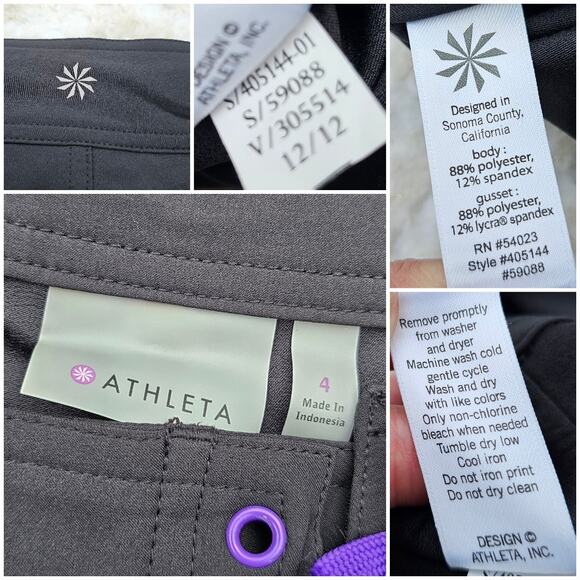 DESIGN ©
ATHLETA, INC.
S/405144-01
S/59088
V/305514
12/12
Designed in
Sonoma County,
California
body :
88% polyester,
12% spandex
gusset :
88% polyester,
12% lycra® spandex
RN #54023
Style #405144
#59088
ATHLETA
4
Made In
Indonesia
Remove promptly
from washer
and dryer
Machine wash cold
gentle cycle
Wash and dry
with like colors
Only non-chlorine
bleach when needed
Tumble dry low
Cool iron
Do not iron print
Do not dry clean
DESIGN ©
ATHLETA, INC.